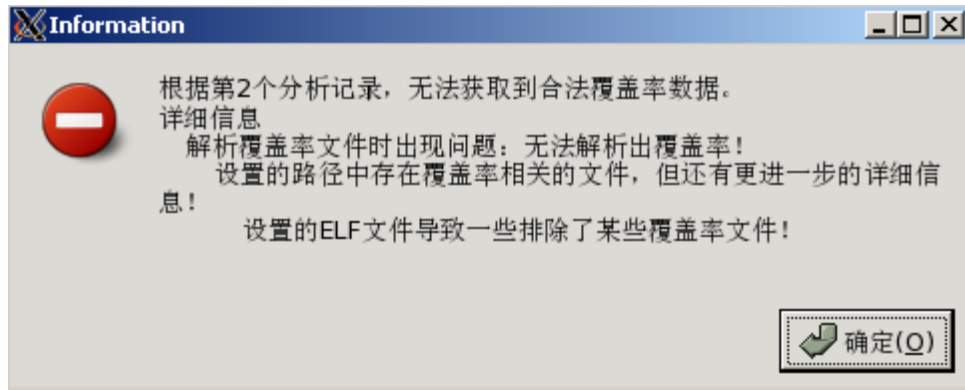 Information
根据第2个分析记录，无法获取到合法覆盖率数据。
详细信息
解析覆盖率文件时出现问题：无法解析出覆盖率！
设置的路径中存在覆盖率相关的文件，但还有更进一步的详细信
息！
设置的ELF文件导致一些排除了某些覆盖率文件！
确定(O)